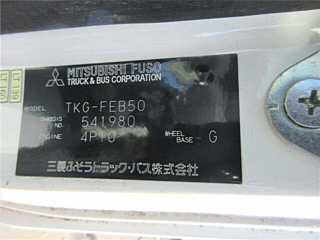 MITSUBISHI FUSO
TRUCK & BUS CORPORATION
MODEL TKG-FEB50
CHASSIS NO. 541980
ENGINE 4P10 WHEEL BASE G
三菱ふそうトラック・バス株式会社